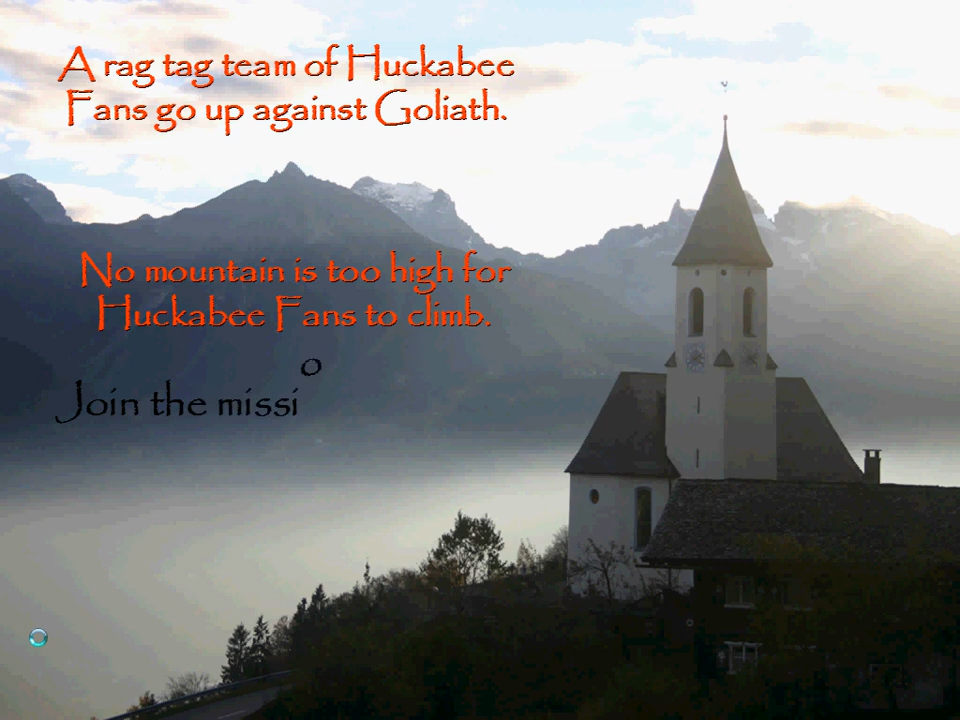 A rag tag team of Huckabee
Fans go up against Goliath.
No mountain is too high for
Huckabee Fans to climb.
Join the missio